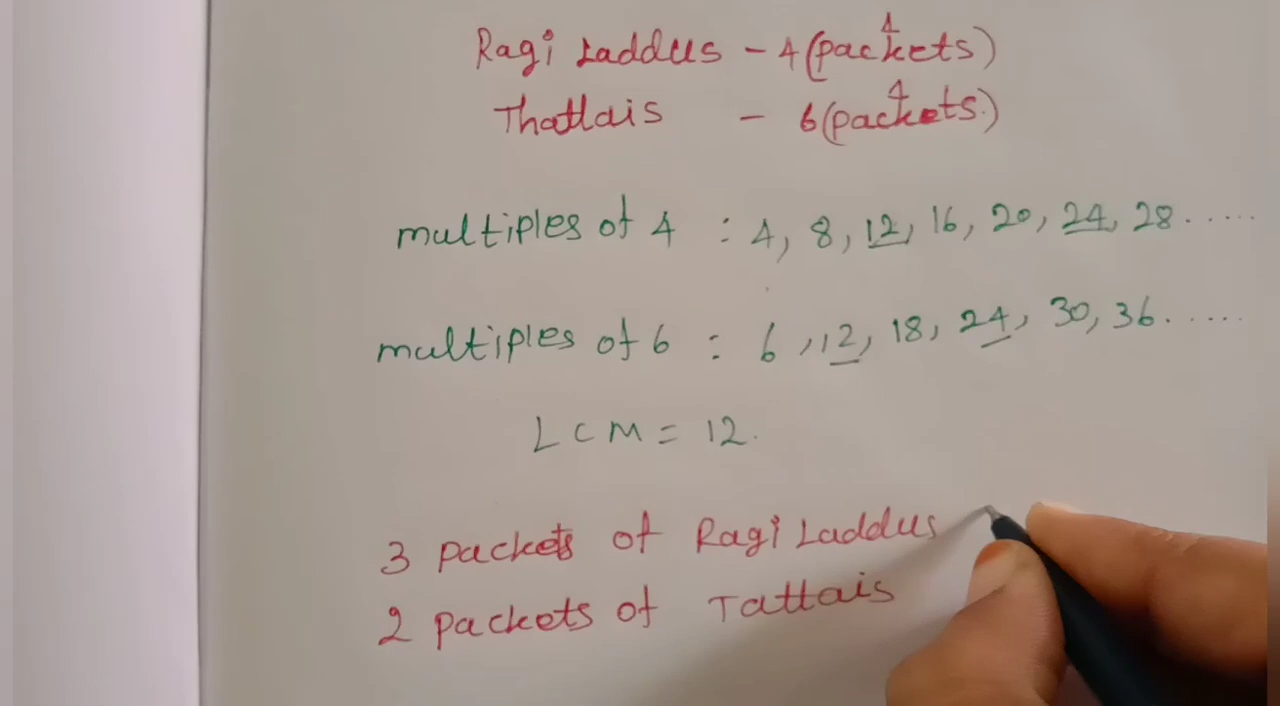 Ragi Laddus - 4 (packets)
Thattais - 6 (packets.)
multiples of 4 : 4, 8, 12, 16, 20, 24, 28......
multiples of 6 : 6, 12, 18, 24, 30, 36......
LCM = 12.
3 packets of Ragi Laddus
2 packets of Tattais